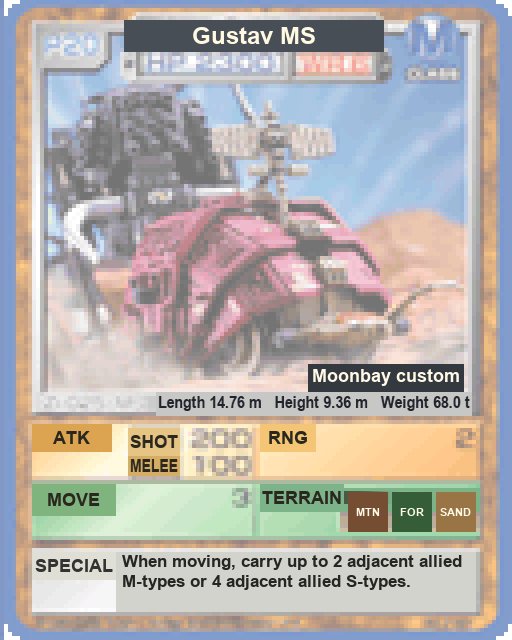 Gustav MS
P20
M
CLASS
Moonbay custom
Length 14.76 m Height 9.36 m Weight 68.0 t
ATK
SHOT 200
MELEE 100
RNG 2
MOVE 3
TERRAIN MTN FOR SAND
SPECIAL
When moving, carry up to 2 adjacent allied
M-types or 4 adjacent allied S-types.